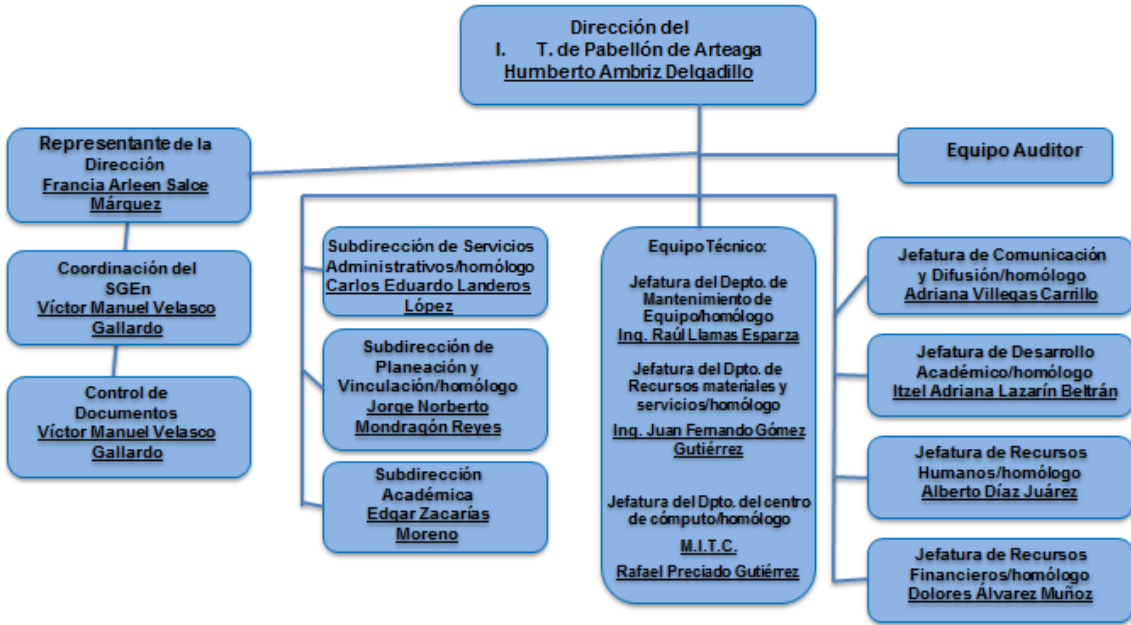 Dirección del
I. T. de Pabellón de Arteaga
Humberto Ambriz Delgadillo
Representante de la
Dirección
Francia Arleen Salce
Márquez
Equipo Auditor
Coordinación del
SGEn
Víctor Manuel Velasco
Gallardo
Control de
Documentos
Víctor Manuel Velasco
Gallardo
Subdirección de Servicios
Administrativos/homólogo
Carlos Eduardo Landeros
López
Subdirección de
Planeación y
Vinculación/homólogo
Jorge Norberto
Mondragón Reyes
Subdirección
Académica
Edgar Zacarías
Moreno
Equipo Técnico:
Jefatura del Depto. de
Mantenimiento de
Equipo/homólogo
Ing. Raúl Llamas Esparza
Jefatura del Dpto. de
Recursos materiales y
servicios/homólogo
Ing. Juan Fernando Gómez
Gutiérrez
Jefatura del Dpto. del centro
de cómputo/homólogo
M.I.T.C.
Rafael Preciado Gutiérrez
Jefatura de Comunicación
y Difusión/homólogo
Adriana Villegas Carrillo
Jefatura de Desarrollo
Académico/homólogo
Itzel Adriana Lazarín Beltrán
Jefatura de Recursos
Humanos/homólogo
Alberto Díaz Juárez
Jefatura de Recursos
Financieros/homólogo
Dolores Álvarez Muñoz